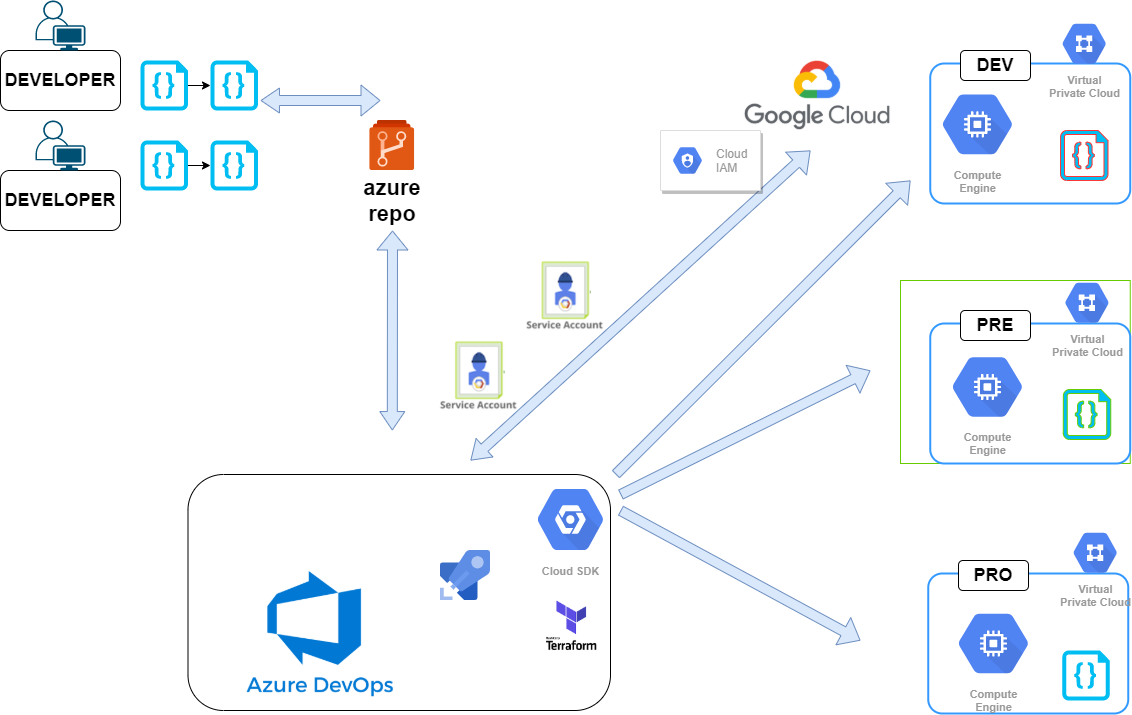 DEVELOPER
DEVELOPER
azure
repo
Google Cloud
Cloud
IAM
Service Account
Service Account
DEV
Virtual
Private Cloud
Compute
Engine
PRE
Virtual
Private Cloud
Compute
Engine
PRO
Virtual
Private Cloud
Compute
Engine
Cloud SDK
Terraform
Azure DevOps